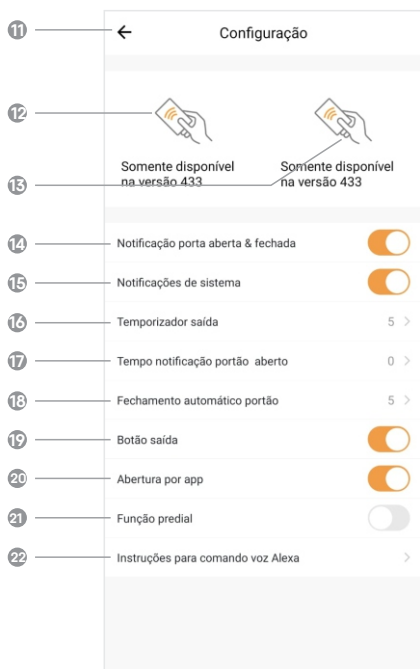 11 Configuração
12
Somente disponível Somente disponível
13 na versão 433 na versão 433
14 Notificação porta aberta & fechada
15 Notificações de sistema
16 Temporizador saída 5
17 Tempo notificação portão aberto 0
18 Fechamento automático portão 5
19 Botão saída
20 Abertura por app
21 Função predial
22 Instruções para comando voz Alexa